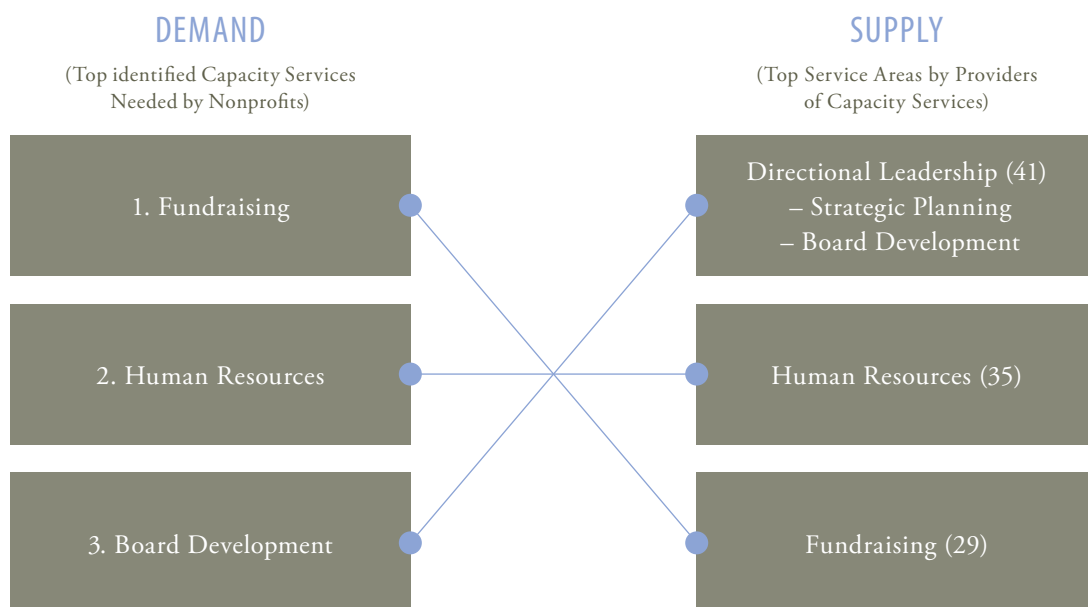 DEMAND
(Top identified Capacity Services
Needed by Nonprofits)
1. Fundraising
2. Human Resources
3. Board Development
SUPPLY
(Top Service Areas by Providers
of Capacity Services)
Directional Leadership (41)
– Strategic Planning
– Board Development
Human Resources (35)
Fundraising (29)